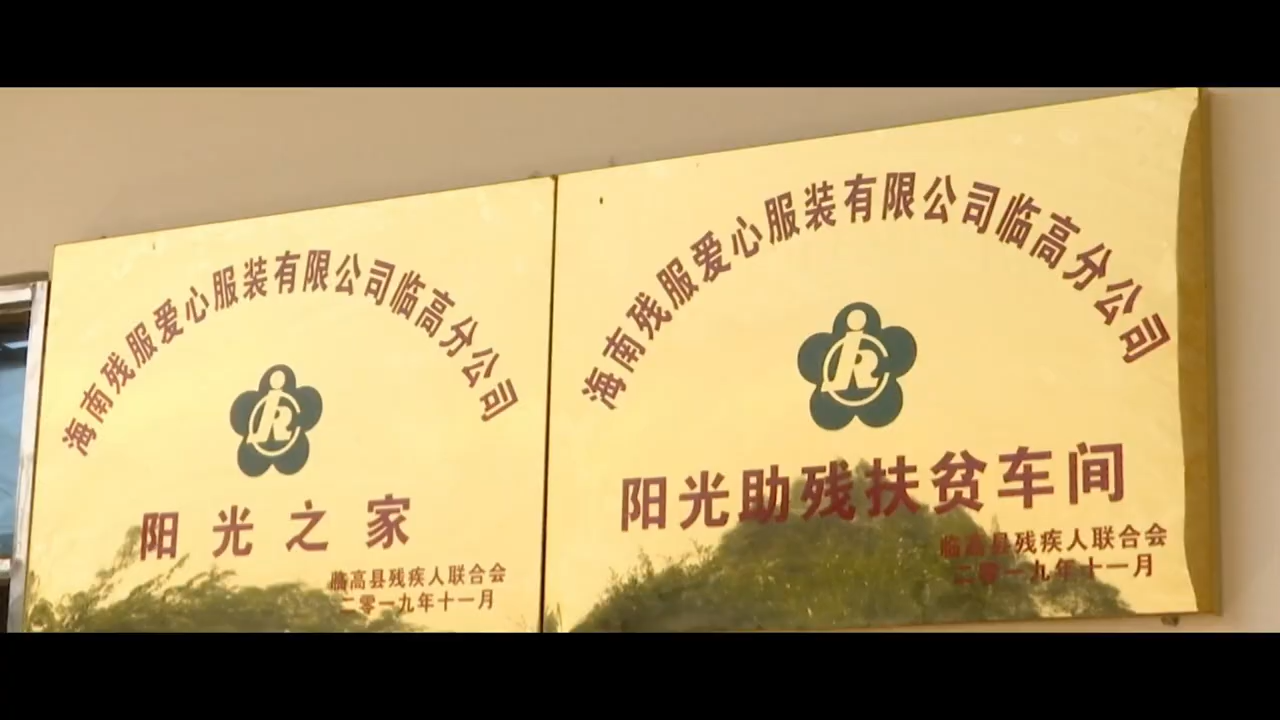 海南残服爱心服装有限公司临高分公司
阳光之家
临高县残疾人联合会
二零一九年十一月
海南残服爱心服装有限公司临高分公司
阳光助残扶贫车间
临高县残疾人联合会
二零一九年十一月